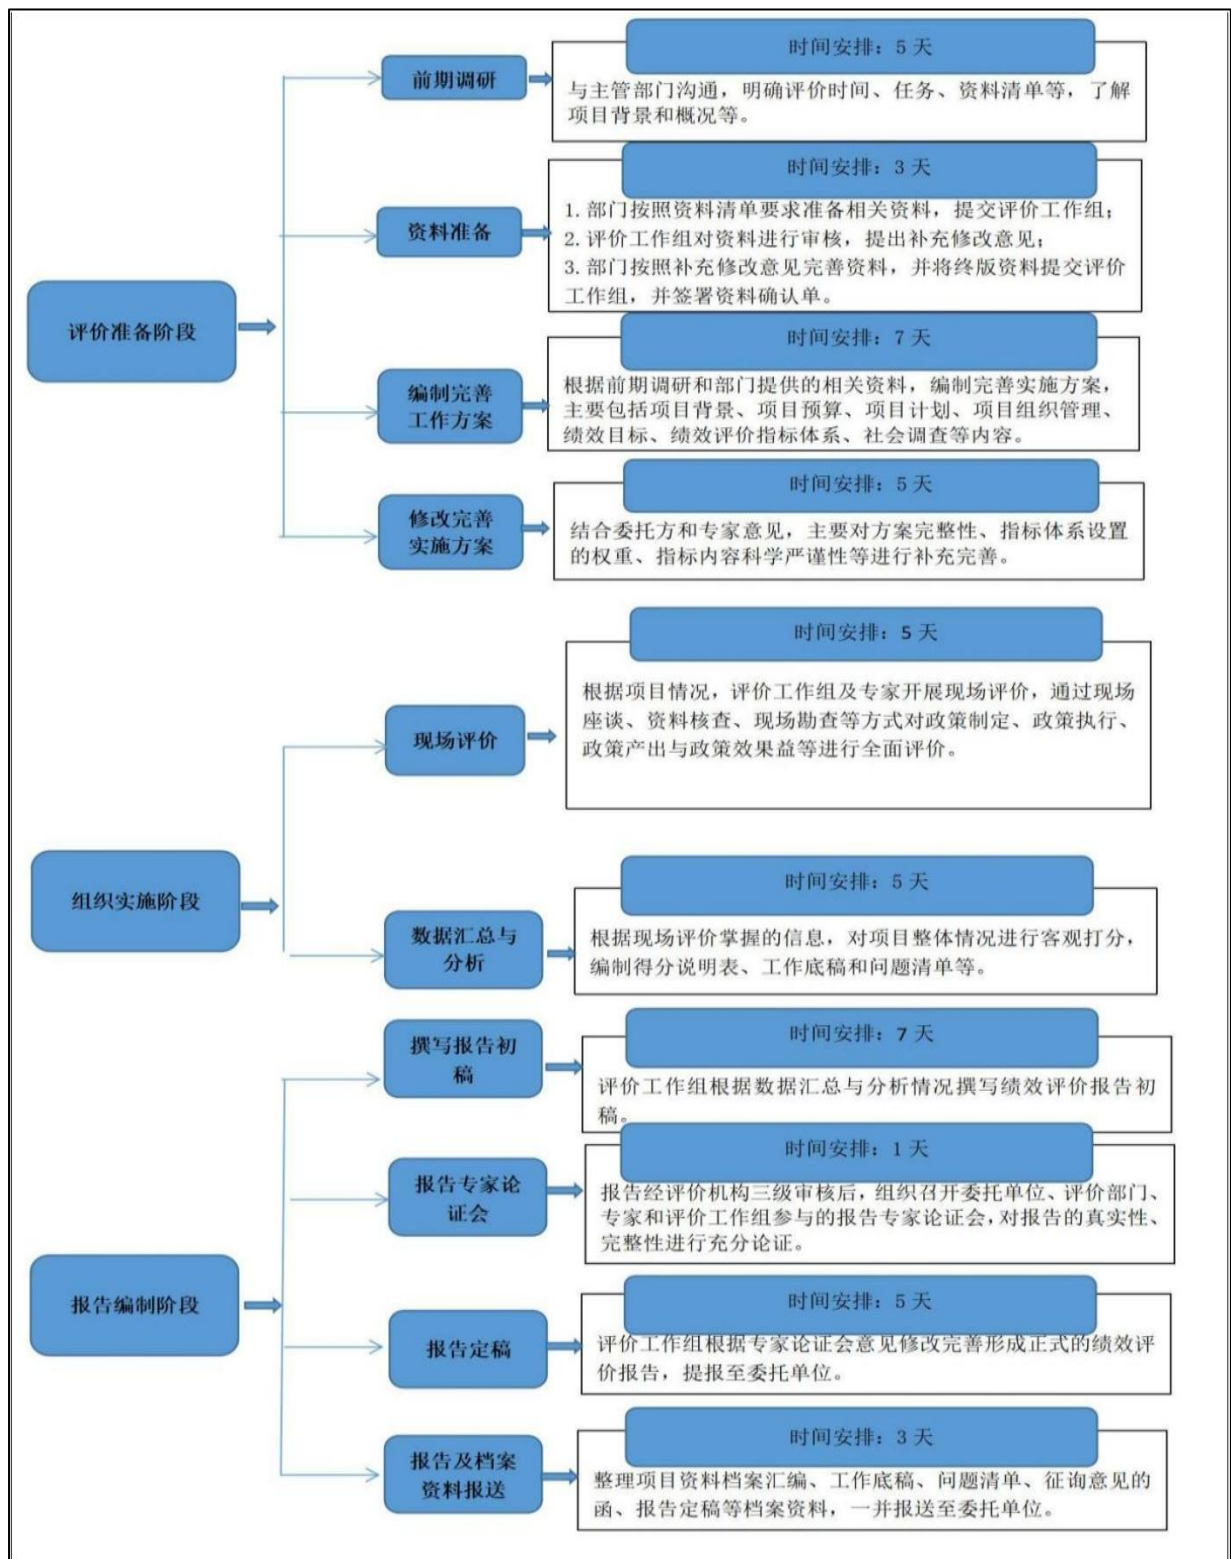 时间安排：5 天
前期调研
与主管部门沟通，明确评价时间、任务、资料清单等，了解
项目背景和概况等。
时间安排：3 天
资料准备
1. 部门按照资料清单要求准备相关资料，提交评价工作组；
2. 评价工作组对资料进行审核，提出补充修改意见；
3. 部门按照补充修改意见完善资料，并将终版资料提交评价
工作组，并签署资料确认单。
评价准备阶段
时间安排：7 天
编制完善
工作方案
根据前期调研和部门提供的相关资料，编制完善实施方案，
主要包括项目背景、项目预算、项目计划、项目组织管理、
绩效目标、绩效评价指标体系、社会调查等内容。
时间安排：5 天
修改完善
实施方案
结合委托方和专家意见，主要对方案完整性、指标体系设置
的权重、指标内容科学严谨性等进行补充完善。
时间安排：5 天
现场评价
根据项目情况，评价工作组及专家开展现场评价，通过现场
座谈、资料核查、现场勘查等方式对政策制定、政策执行、
政策产出与政策效果益等进行全面评价。
组织实施阶段
时间安排：5 天
数据汇总与
分析
根据现场评价掌握的信息，对项目整体情况进行客观打分，
编制得分说明表、工作底稿和问题清单等。
时间安排：7 天
撰写报告初
稿
评价工作组根据数据汇总与分析情况撰写绩效评价报告初
稿。
时间安排：1 天
报告专家论
证会
报告经评价机构三级审核后，组织召开委托单位、评价部门、
专家和评价工作组参与的报告专家论证会，对报告的真实性、
完整性进行充分论证。
报告编制阶段
时间安排：5 天
报告定稿
评价工作组根据专家论证会意见修改完善形成正式的绩效评
价报告，提报至委托单位。
时间安排：3 天
报告及档案
资料报送
整理项目资料档案汇编、工作底稿、问题清单、征询意见的
函、报告定稿等档案资料，一并报送至委托单位。